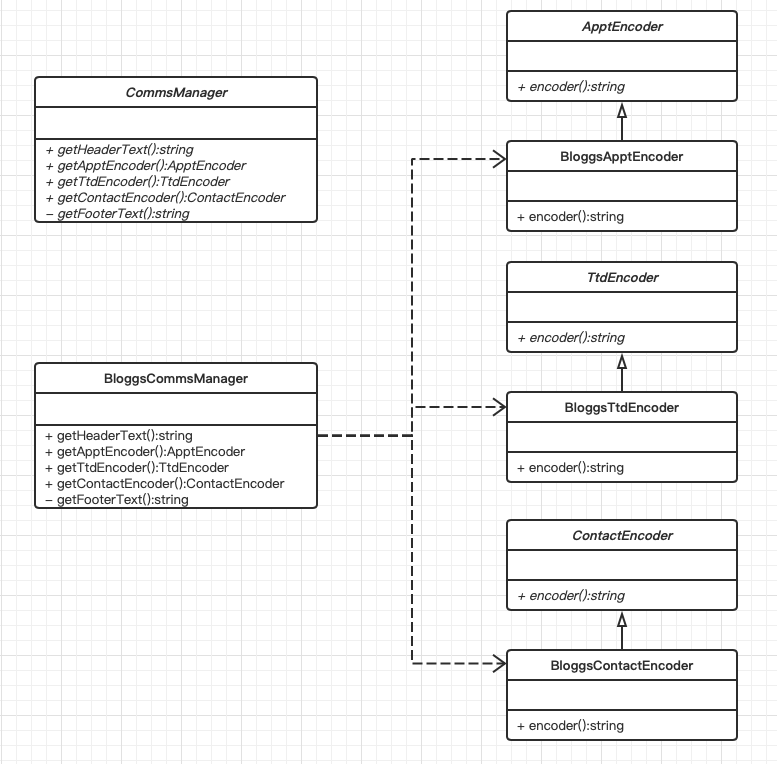 CommsManager
+ getHeaderText():string
+ getApptEncoder():ApptEncoder
+ getTtdEncoder():TtdEncoder
+ getContactEncoder():ContactEncoder
– getFooterText():string
BloggsCommsManager
+ getHeaderText():string
+ getApptEncoder():ApptEncoder
+ getTtdEncoder():TtdEncoder
+ getContactEncoder():ContactEncoder
– getFooterText():string
ApptEncoder
+ encoder():string
BloggsApptEncoder
+ encoder():string
TtdEncoder
+ encoder():string
BloggsTtdEncoder
+ encoder():string
ContactEncoder
+ encoder():string
BloggsContactEncoder
+ encoder():string